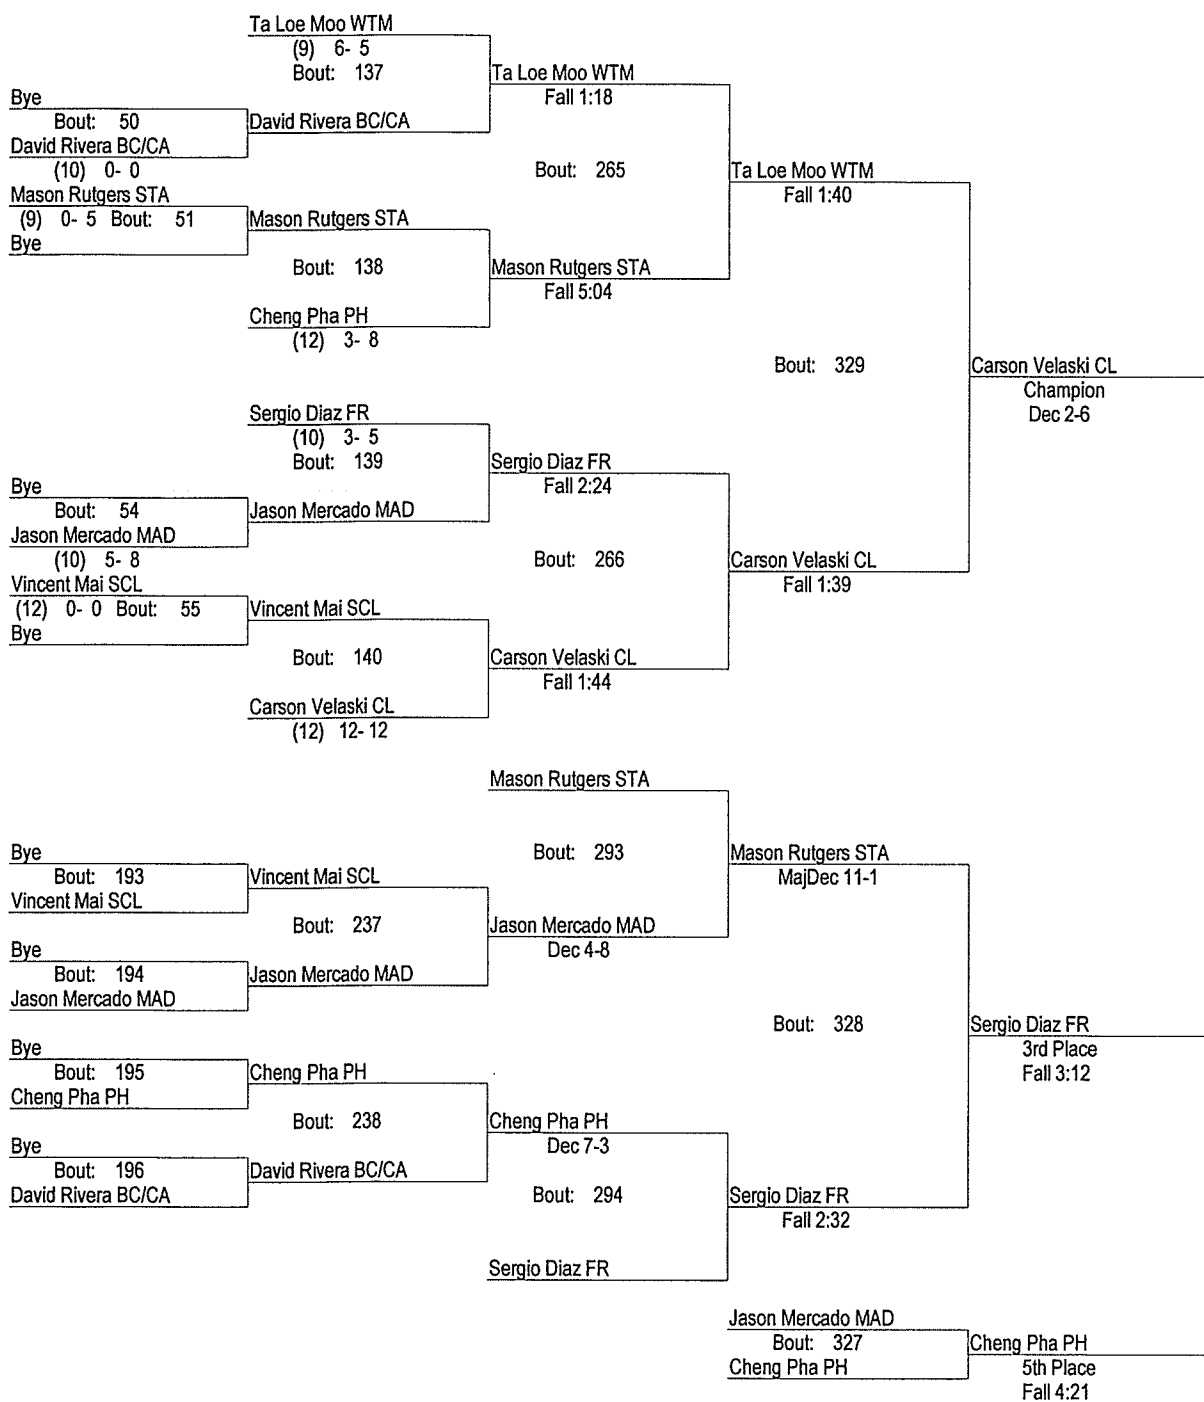 Ta Loe Moo WTM
(9) 6- 5
Bout: 137
Ta Loe Moo WTM
Fall 1:18
Bye
Bout: 50
David Rivera BC/CA
David Rivera BC/CA
(10) 0- 0
Bout: 265
Ta Loe Moo WTM
Fall 1:40
Mason Rutgers STA
(9) 0- 5 Bout: 51
Mason Rutgers STA
Bye
Bout: 138
Mason Rutgers STA
Fall 5:04
Cheng Pha PH
(12) 3- 8
Bout: 329
Carson Velaski CL
Champion
Dec 2-6
Sergio Diaz FR
(10) 3- 5
Bout: 139
Sergio Diaz FR
Fall 2:24
Bye
Bout: 54
Jason Mercado MAD
Jason Mercado MAD
(10) 5- 8
Bout: 266
Carson Velaski CL
Fall 1:39
Vincent Mai SCL
(12) 0- 0 Bout: 55
Vincent Mai SCL
Bye
Bout: 140
Carson Velaski CL
Fall 1:44
Carson Velaski CL
(12) 12- 12
Mason Rutgers STA
Bout: 293
Mason Rutgers STA
MajDec 11-1
Bye
Bout: 193
Vincent Mai SCL
Vincent Mai SCL
Bout: 237
Jason Mercado MAD
Dec 4-8
Bye
Bout: 194
Jason Mercado MAD
Jason Mercado MAD
Bout: 328
Sergio Diaz FR
3rd Place
Fall 3:12
Bye
Bout: 195
Cheng Pha PH
Cheng Pha PH
Bout: 238
Cheng Pha PH
Dec 7-3
Bye
Bout: 196
David Rivera BC/CA
David Rivera BC/CA
Bout: 294
Sergio Diaz FR
Fall 2:32
Sergio Diaz FR
Jason Mercado MAD
Bout: 327
Cheng Pha PH
Cheng Pha PH
5th Place
Fall 4:21